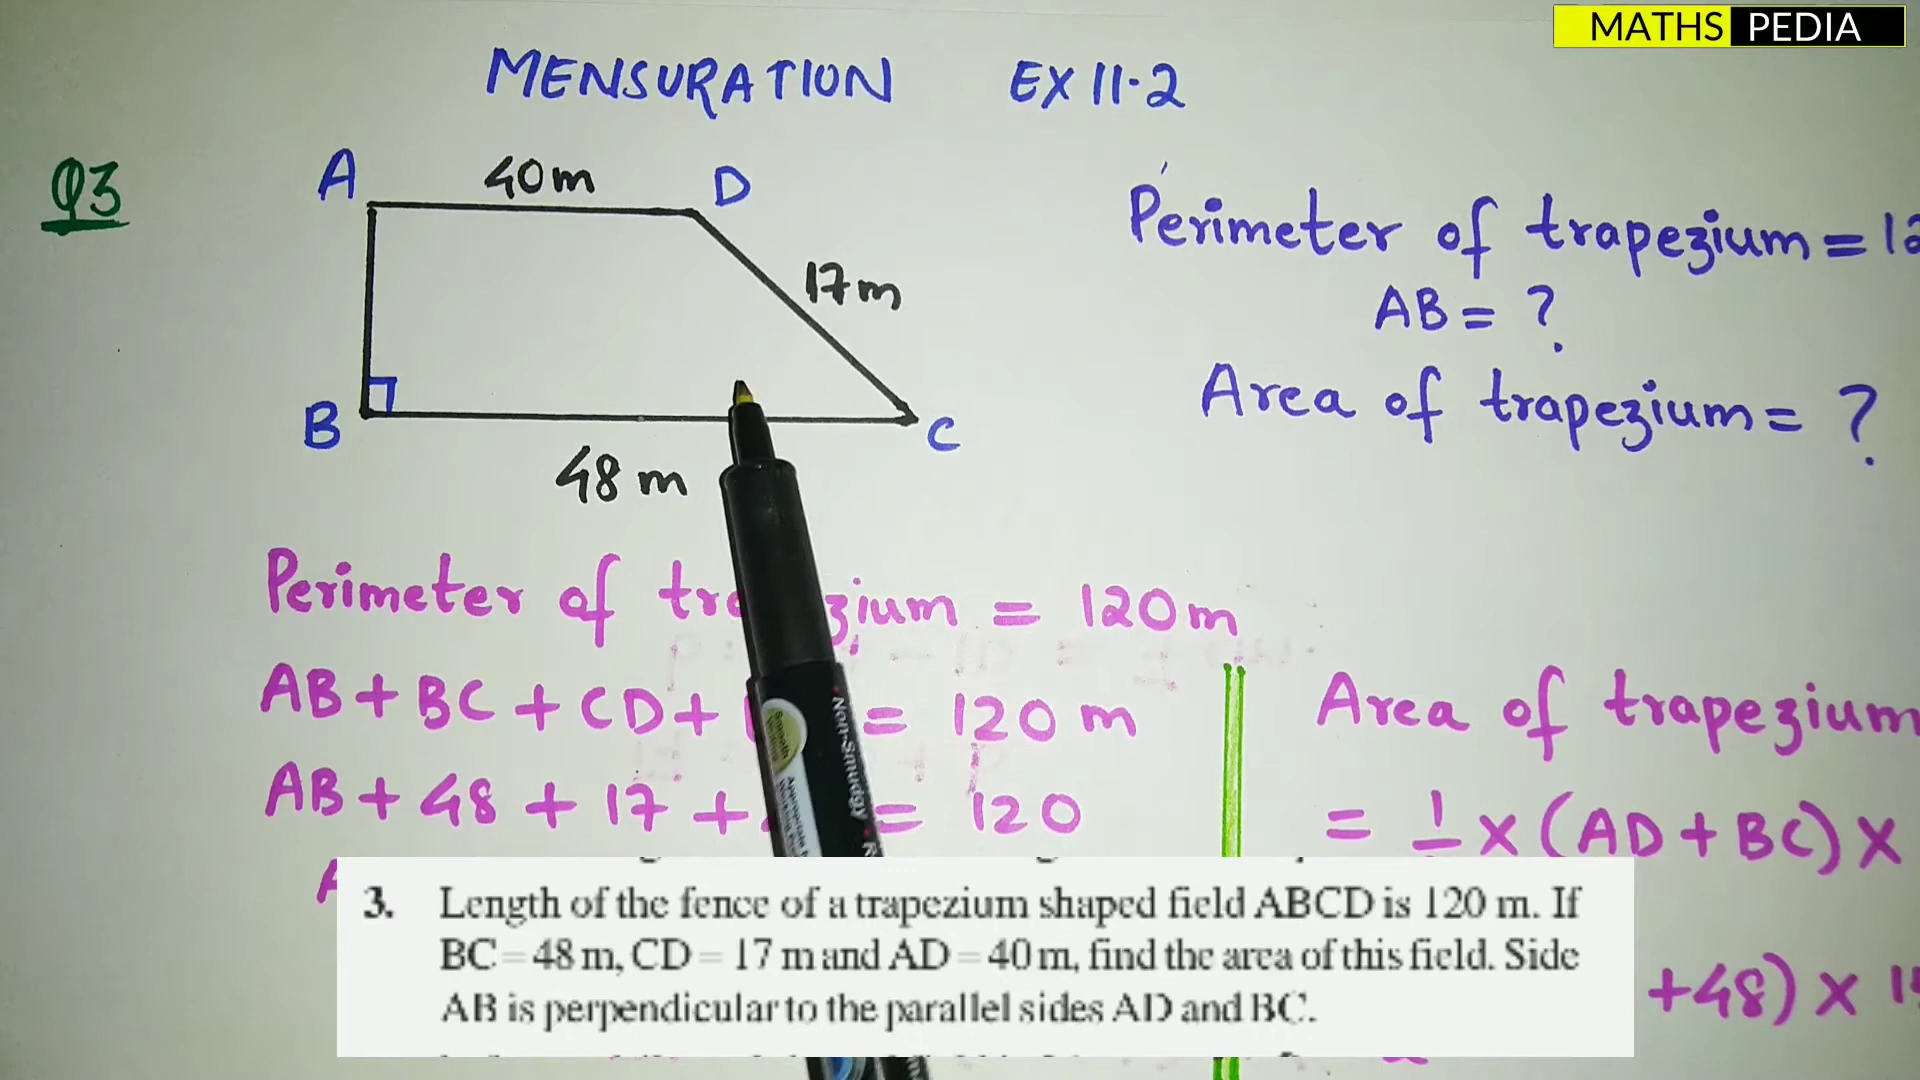 MATHS PEDIA
MENSURATION EX 11.2
Q3
A 40m D
17m
B C
48 m
Perimeter of trapezium = 12
AB = ?
Area of trapezium = ?
Perimeter of = 120m
AB + BC + CD + = 120 m
AB + 48 + 17 + = 120
Area of trapezium
= 1 × (AD + BC) ×
+48) ×
Non-Smudgy
Smooth
3. Length of the fence of a trapezium shaped field ABCD is 120 m. If
BC = 48 m, CD = 17 m and AD = 40 m, find the area of this field. Side
AB is perpendicular to the parallel sides AD and BC.